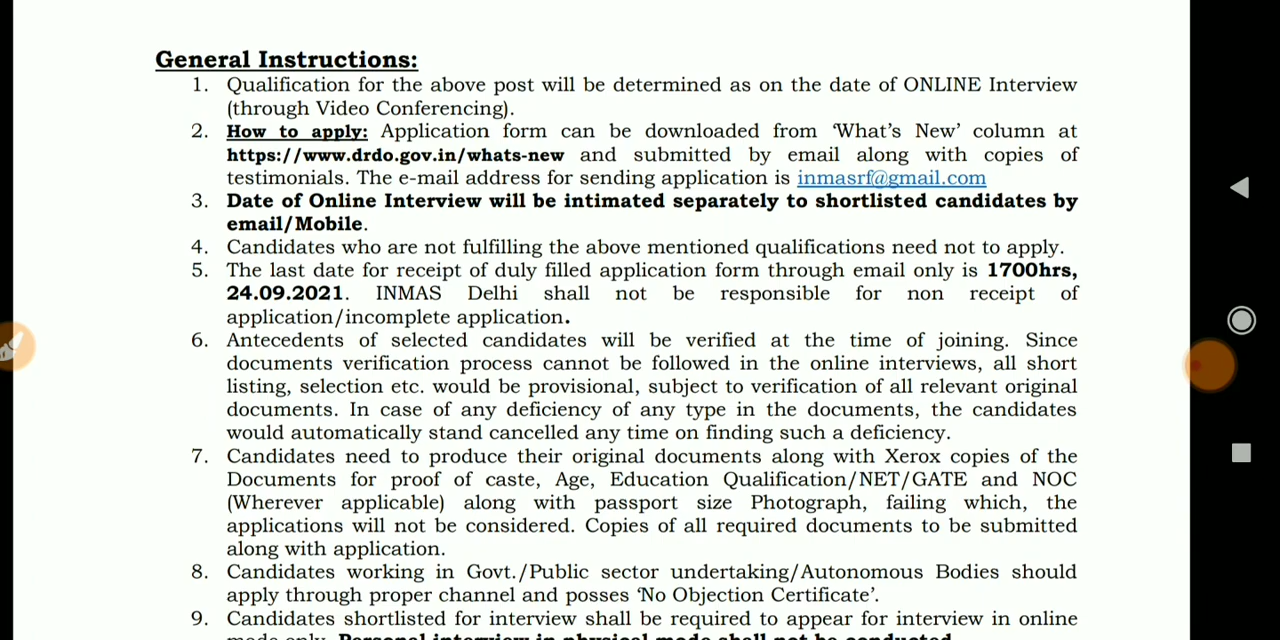 General Instructions:
1. Qualification for the above post will be determined as on the date of ONLINE Interview
(through Video Conferencing).
2. How to apply: Application form can be downloaded from ‘What’s New’ column at
https://www.drdo.gov.in/whats-new and submitted by email along with copies of
testimonials. The e-mail address for sending application is inmasrf@gmail.com
3. Date of Online Interview will be intimated separately to shortlisted candidates by
email/Mobile.
4. Candidates who are not fulfilling the above mentioned qualifications need not to apply.
5. The last date for receipt of duly filled application form through email only is 1700hrs,
24.09.2021. INMAS Delhi shall not be responsible for non receipt of
application/incomplete application.
6. Antecedents of selected candidates will be verified at the time of joining. Since
documents verification process cannot be followed in the online interviews, all short
listing, selection etc. would be provisional, subject to verification of all relevant original
documents. In case of any deficiency of any type in the documents, the candidates
would automatically stand cancelled any time on finding such a deficiency.
7. Candidates need to produce their original documents along with Xerox copies of the
Documents for proof of caste, Age, Education Qualification/NET/GATE and NOC
(Wherever applicable) along with passport size Photograph, failing which, the
applications will not be considered. Copies of all required documents to be submitted
along with application.
8. Candidates working in Govt./Public sector undertaking/Autonomous Bodies should
apply through proper channel and posses ‘No Objection Certificate’.
9. Candidates shortlisted for interview shall be required to appear for interview in online
mode only. Personal interview in physical mode shall not be conducted.